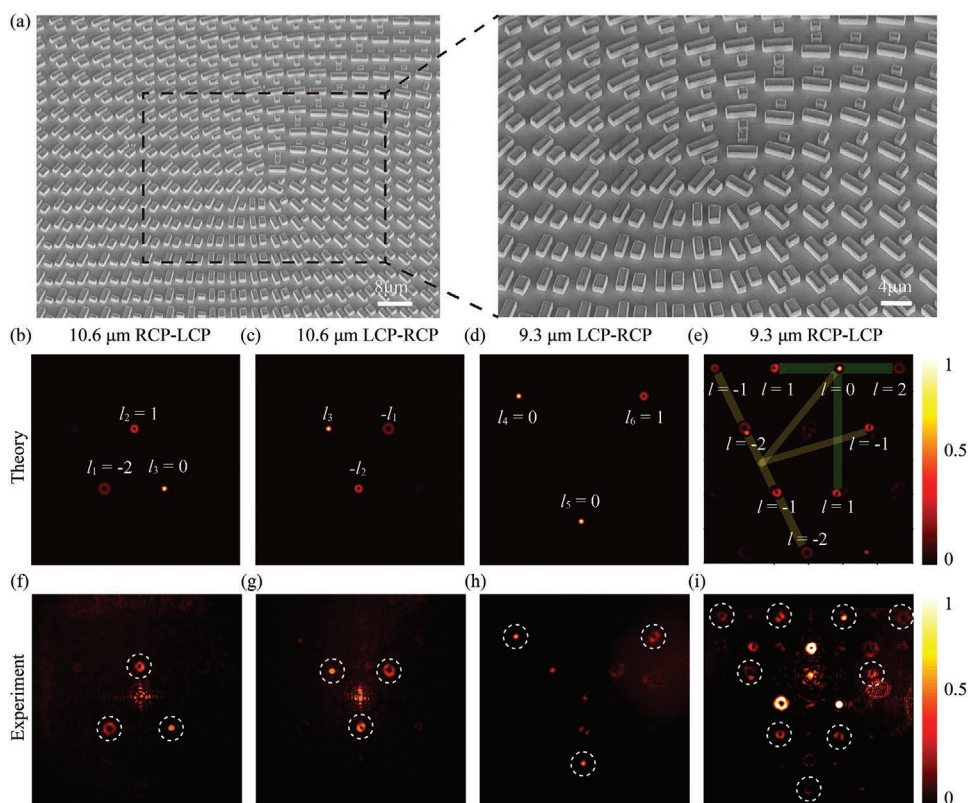 (a)
8μm
4μm
(b) 10.6 μm RCP-LCP (c) 10.6 μm LCP-RCP (d) 9.3 μm LCP-RCP (e) 9.3 μm RCP-LCP
Theory
l₂ = 1
l₁ = -2 l₃ = 0
l₃ -l₁
-l₂
l₄ = 0 l₆ = 1
l₅ = 0
l = -1 l = 1 l = 0 l = 2
l = -2 l = -1
l = -1 l = 1
l = -2
1
0.5
0
(f) (g) (h) (i)
Experiment
1
0.5
0